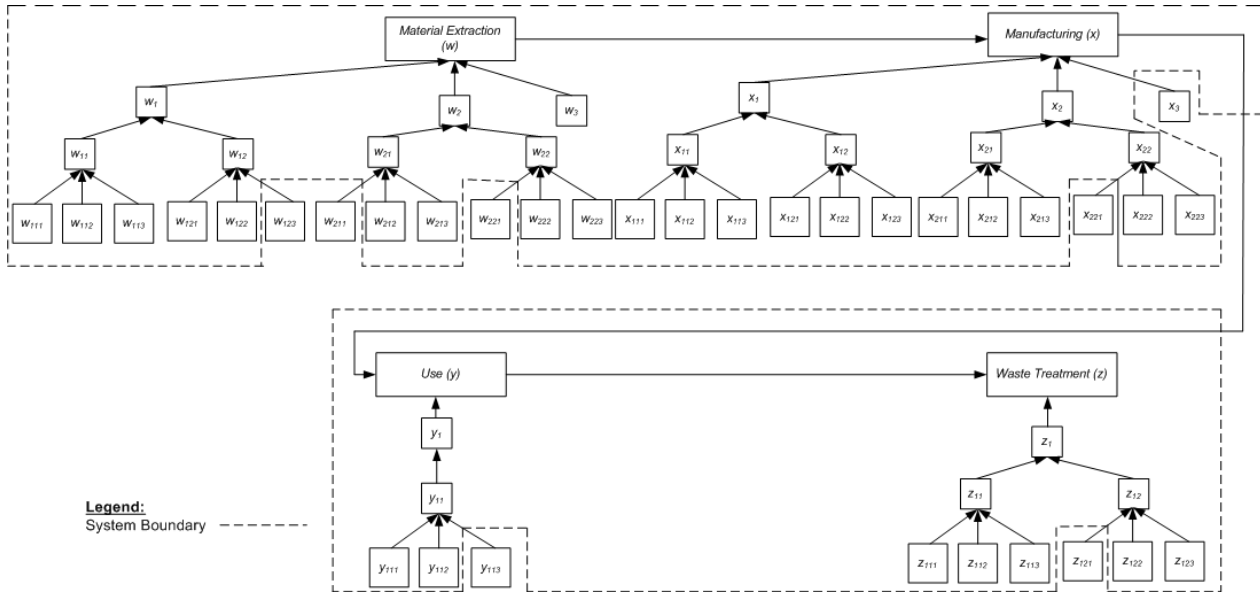 Material Extraction
(w)
Manufacturing (x)
w1
w2
w3
x1
x2
x3
w11
w12
w21
w22
x11
x12
x21
x22
w111
w112
w113
w121
w122
w123
w211
w212
w213
w221
w222
w223
x111
x112
x113
x121
x122
x123
x211
x212
x213
x221
x222
x223
Use (y)
Waste Treatment (z)
y1
z1
y11
z11
z12
Legend:
System Boundary
y111
y112
y113
z111
z112
z113
z121
z122
z123